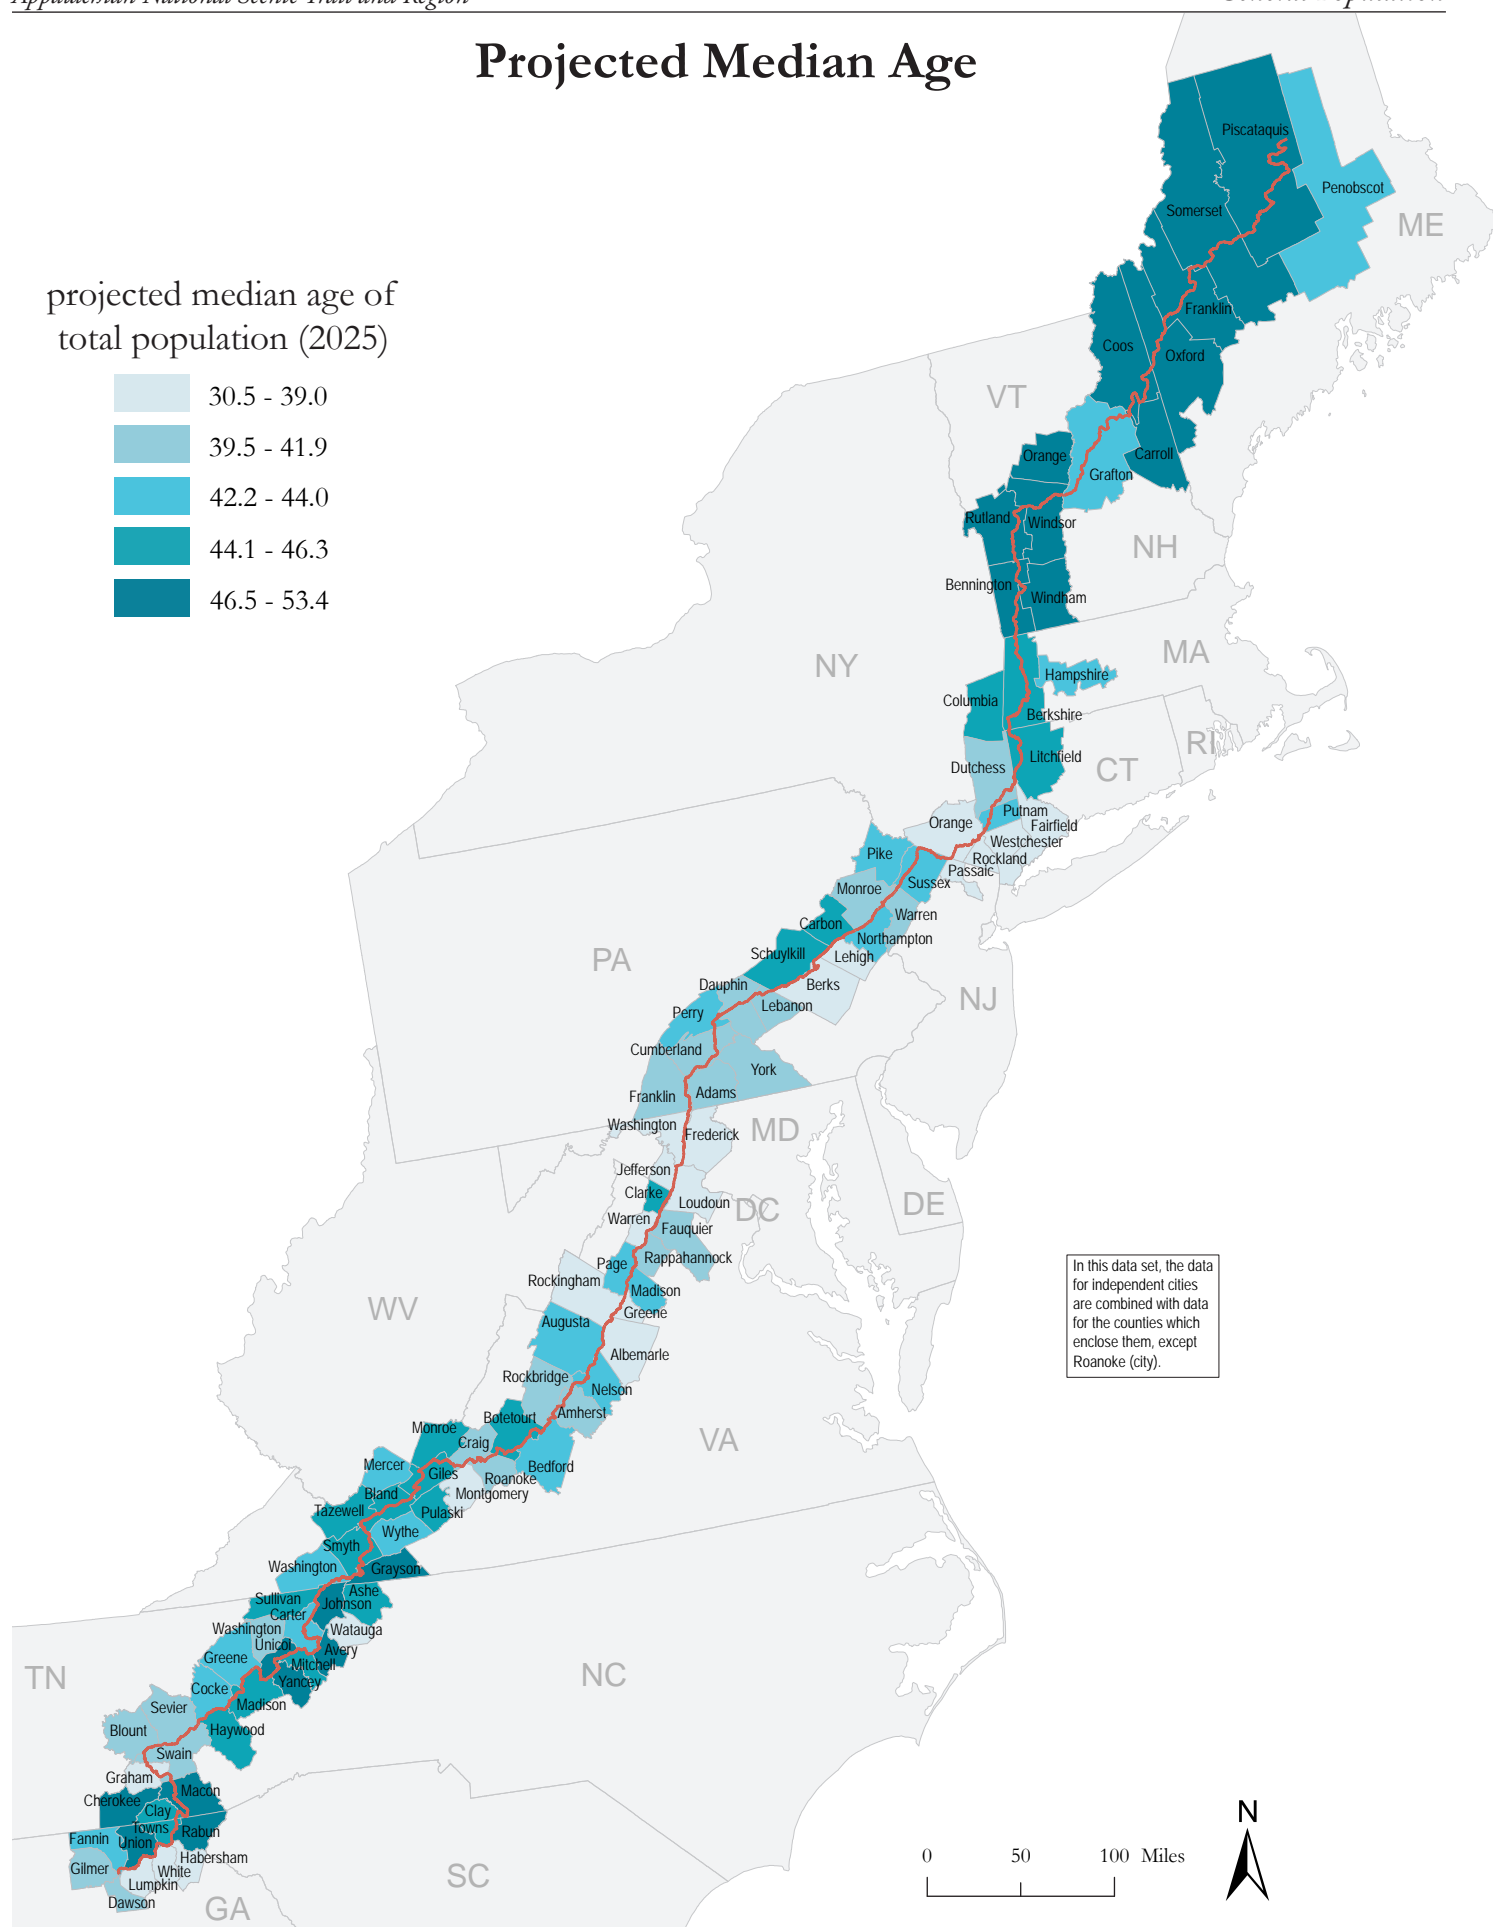 Appalachian National Scenic Trail and Region
General Population
Projected Median Age
projected median age of
total population (2025)
30.5 - 39.0
39.5 - 41.9
42.2 - 44.0
44.1 - 46.3
46.5 - 53.4
Piscataquis
Penobscot
Somerset
ME
Franklin
Coos
Oxford
VT
Orange
Carroll
Grafton
Rutland
Windsor
NH
Bennington
Windham
NY
MA
Hampshire
Columbia
Berkshire
RI
Litchfield
Dutchess
CT
Putnam
Orange
Fairfield
Westchester
Pike
Rockland
Passaic
Sussex
Monroe
Warren
Carbon
Northampton
Schuylkill
Lehigh
PA
Dauphin
Berks
NJ
Lebanon
Perry
Cumberland
York
Adams
Franklin
Washington
Frederick
MD
Jefferson
Clarke
Loudoun
DC
DE
Warren
Fauquier
Rappahannock
Page
Rockingham
Madison
Greene
WV
Augusta
Albemarle
Rockbridge
Nelson
Amherst
Botetourt
Monroe
Craig
VA
Mercer
Giles
Roanoke
Bedford
Bland
Montgomery
Tazewell
Pulaski
Wythe
Smyth
Washington
Grayson
Ashe
Sullivan
Johnson
Carter
Washington
Watauga
Unicoi
Avery
Greene
Mitchell
TN
NC
Yancey
Cocke
Madison
Sevier
Blount
Haywood
Swain
Graham
Macon
Cherokee
Clay
Towns
Rabun
Fannin
Union
Habersham
Gilmer
White
SC
Lumpkin
Dawson
GA
In this data set, the data
for independent cities
are combined with data
for the counties which
enclose them, except
Roanoke (city).
N
0 50 100 Miles